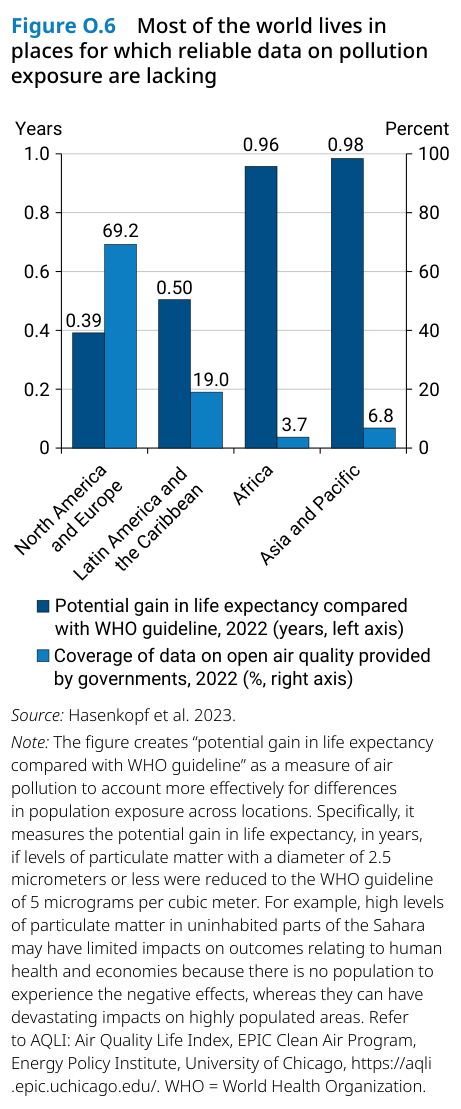 Figure O.6 Most of the world lives in
places for which reliable data on pollution
exposure are lacking
Years
Percent
1.0
0.8
0.6
0.4
0.2
0
100
80
60
40
20
0
0.39
69.2
0.50
19.0
0.96
3.7
0.98
6.8
North America
and Europe
Latin America and
the Caribbean
Africa
Asia and Pacific
Potential gain in life expectancy compared
with WHO guideline, 2022 (years, left axis)
Coverage of data on open air quality provided
by governments, 2022 (%, right axis)
Source: Hasenkopf et al. 2023.
Note: The figure creates “potential gain in life expectancy
compared with WHO guideline” as a measure of air
pollution to account more effectively for differences
in population exposure across locations. Specifically, it
measures the potential gain in life expectancy, in years,
if levels of particulate matter with a diameter of 2.5
micrometers or less were reduced to the WHO guideline
of 5 micrograms per cubic meter. For example, high levels
of particulate matter in uninhabited parts of the Sahara
may have limited impacts on outcomes relating to human
health and economies because there is no population to
experience the negative effects, whereas they can have
devastating impacts on highly populated areas. Refer
to AQLI: Air Quality Life Index, EPIC Clean Air Program,
Energy Policy Institute, University of Chicago, https://aqli
.epic.uchicago.edu/. WHO = World Health Organization.